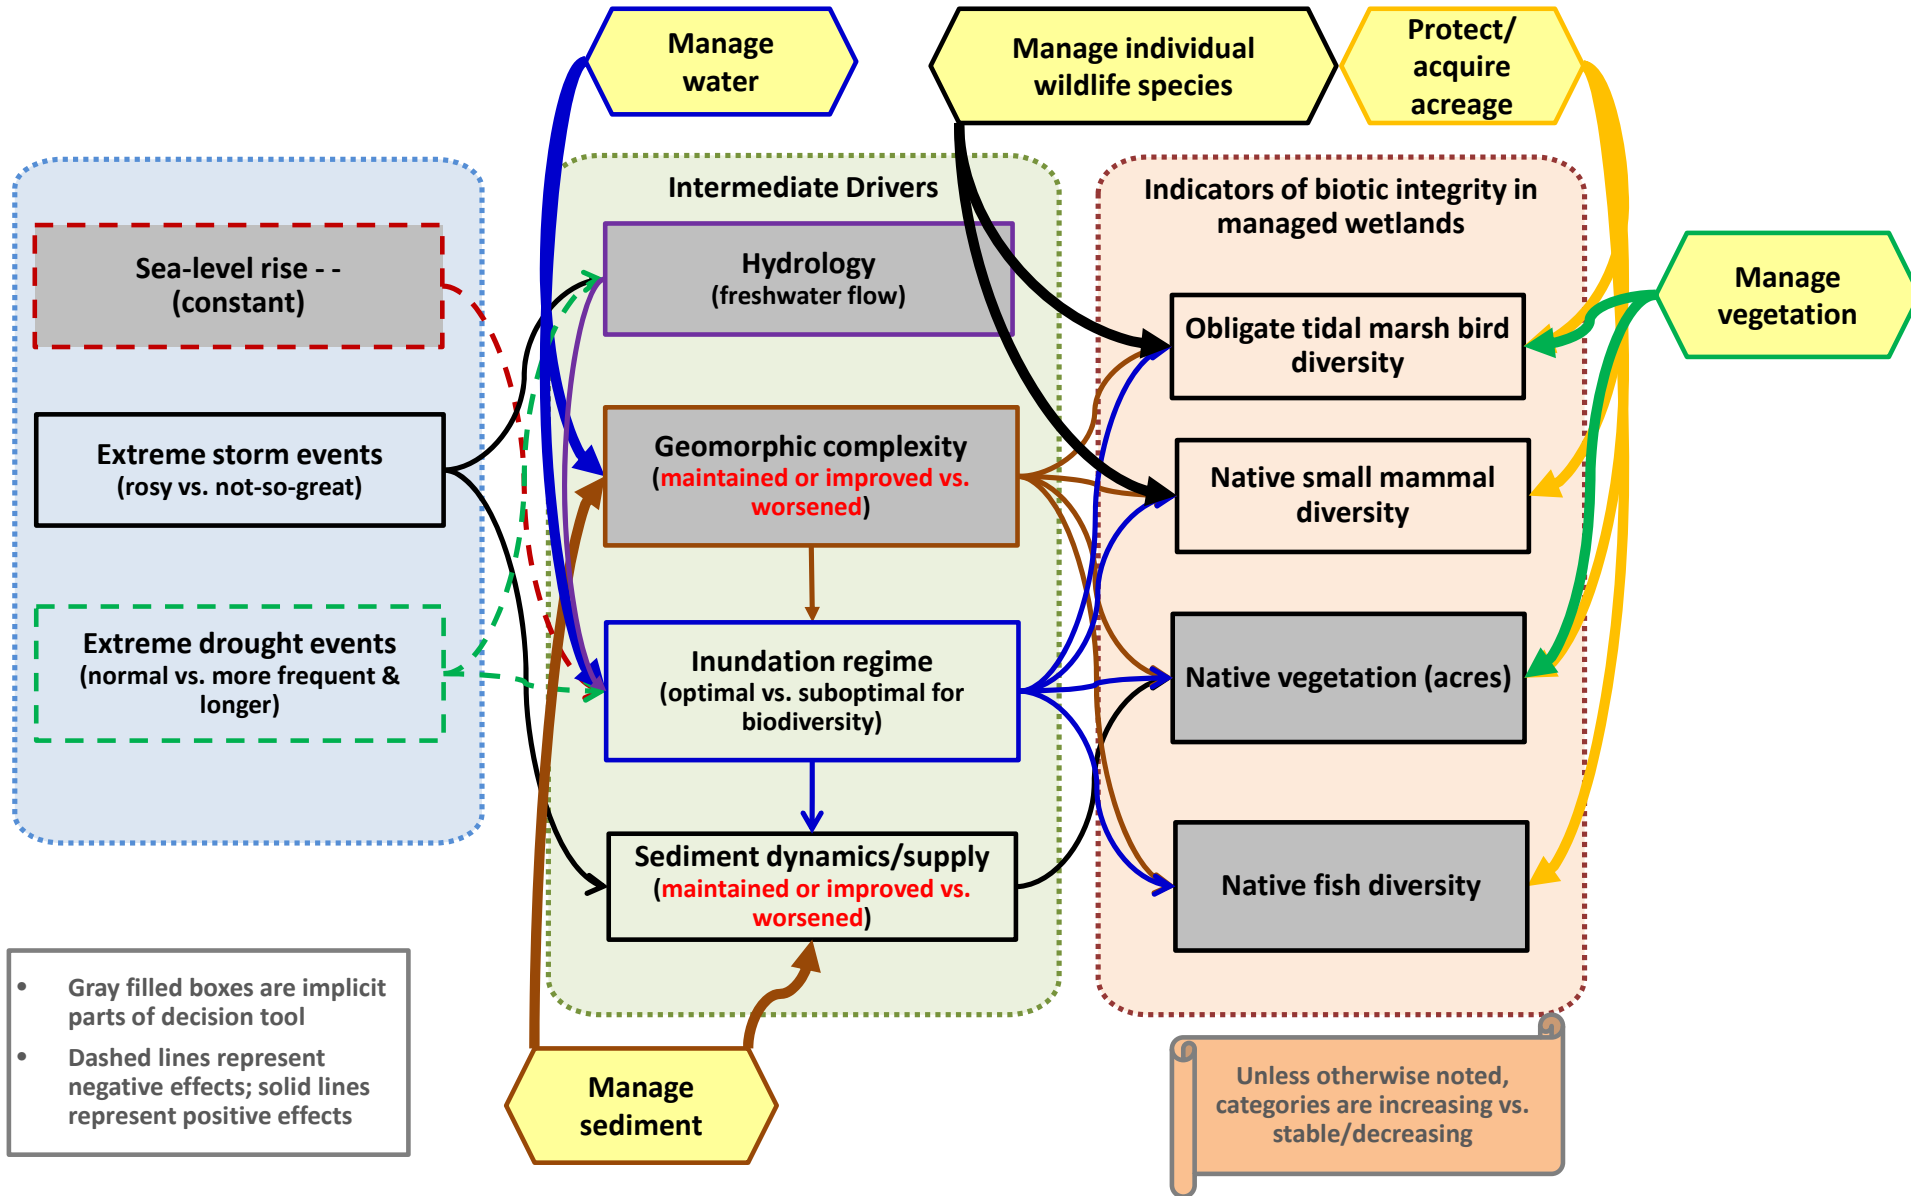 Manage
water
Manage individual
wildlife species
Protect/
acquire
acreage
Intermediate Drivers
Indicators of biotic integrity in
managed wetlands
Sea-level rise - -
(constant)
Hydrology
(freshwater flow)
Manage
vegetation
Obligate tidal marsh bird
diversity
Extreme storm events
(rosy vs. not-so-great)
Geomorphic complexity
(maintained or improved vs.
worsened)
Native small mammal
diversity
Extreme drought events
(normal vs. more frequent &
longer)
Inundation regime
(optimal vs. suboptimal for
biodiversity)
Native vegetation (acres)
Sediment dynamics/supply
(maintained or improved vs.
worsened)
Native fish diversity
• Gray filled boxes are implicit
parts of decision tool
• Dashed lines represent
negative effects; solid lines
represent positive effects
Manage
sediment
Unless otherwise noted,
categories are increasing vs.
stable/decreasing